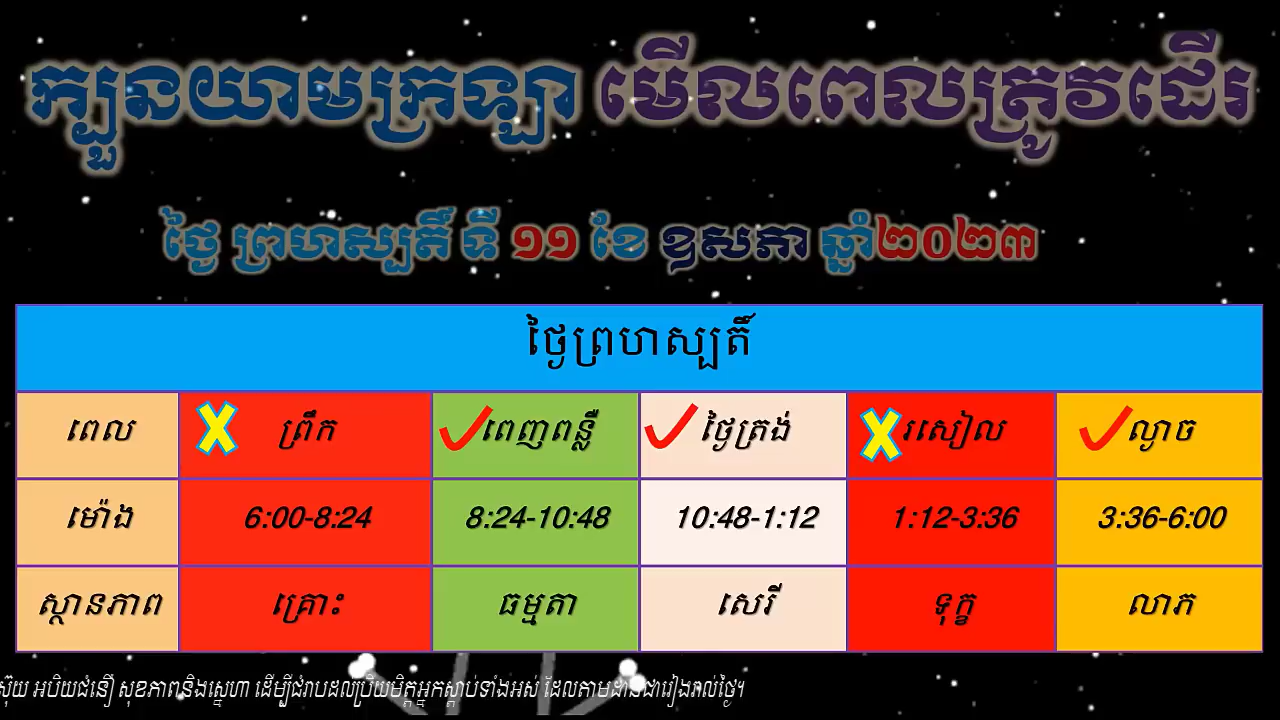 ក្បួនយាមក្រឡា មើលពេលត្រូវដើរ
ថ្ងៃ ព្រហស្បតិ៍ ទី ១១ ខែ ឧសភា ឆ្នាំ២០២៣
ថ្ងៃព្រហស្បតិ៍
ពេល ព្រឹក ពេញពន្លឺ ថ្ងៃត្រង់ រសៀល ល្ងាច
ម៉ោង 6:00-8:24 8:24-10:48 10:48-1:12 1:12-3:36 3:36-6:00
ស្ថានភាព គ្រោះ ធម្មតា សេរី ទុក្ខ លាភ
អបិយជំនឿ សុខភាពនិងស្នេហា ដើម្បីជំរាបដល់ប្រិយមិត្តអ្នកស្តាប់ទាំងអស់ ដែលតាមដានជារៀងរាល់ថ្ងៃ។